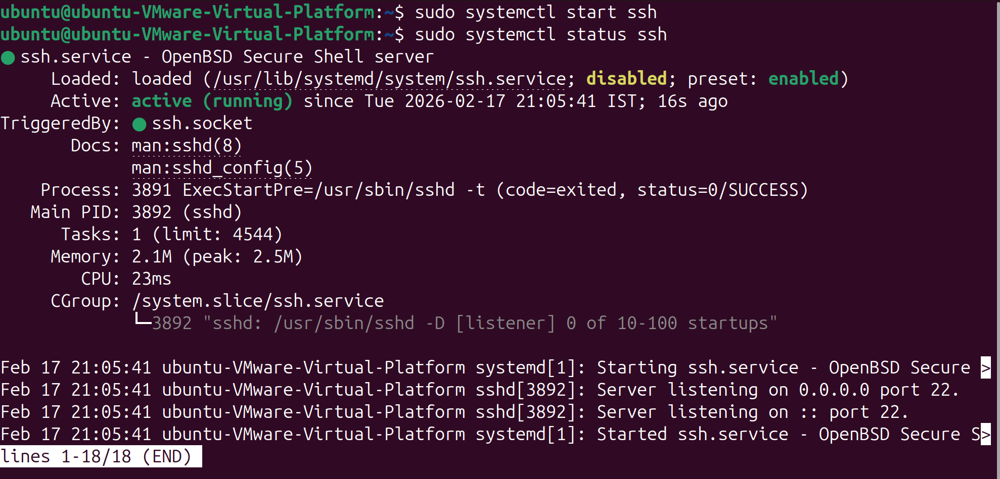 ubuntu@ubuntu-VMware-Virtual-Platform:~$ sudo systemctl start ssh
ubuntu@ubuntu-VMware-Virtual-Platform:~$ sudo systemctl status ssh
● ssh.service - OpenBSD Secure Shell server
     Loaded: loaded (/usr/lib/systemd/system/ssh.service; disabled; preset: enabled)
     Active: active (running) since Tue 2026-02-17 21:05:41 IST; 16s ago
TriggeredBy: ● ssh.socket
       Docs: man:sshd(8)
             man:sshd_config(5)
    Process: 3891 ExecStartPre=/usr/sbin/sshd -t (code=exited, status=0/SUCCESS)
   Main PID: 3892 (sshd)
      Tasks: 1 (limit: 4544)
     Memory: 2.1M (peak: 2.5M)
        CPU: 23ms
     CGroup: /system.slice/ssh.service
             └─3892 "sshd: /usr/sbin/sshd -D [listener] 0 of 10-100 startups"

Feb 17 21:05:41 ubuntu-VMware-Virtual-Platform systemd[1]: Starting ssh.service - OpenBSD Secure >
Feb 17 21:05:41 ubuntu-VMware-Virtual-Platform sshd[3892]: Server listening on 0.0.0.0 port 22.
Feb 17 21:05:41 ubuntu-VMware-Virtual-Platform sshd[3892]: Server listening on :: port 22.
Feb 17 21:05:41 ubuntu-VMware-Virtual-Platform systemd[1]: Started ssh.service - OpenBSD Secure S>
lines 1-18/18 (END)